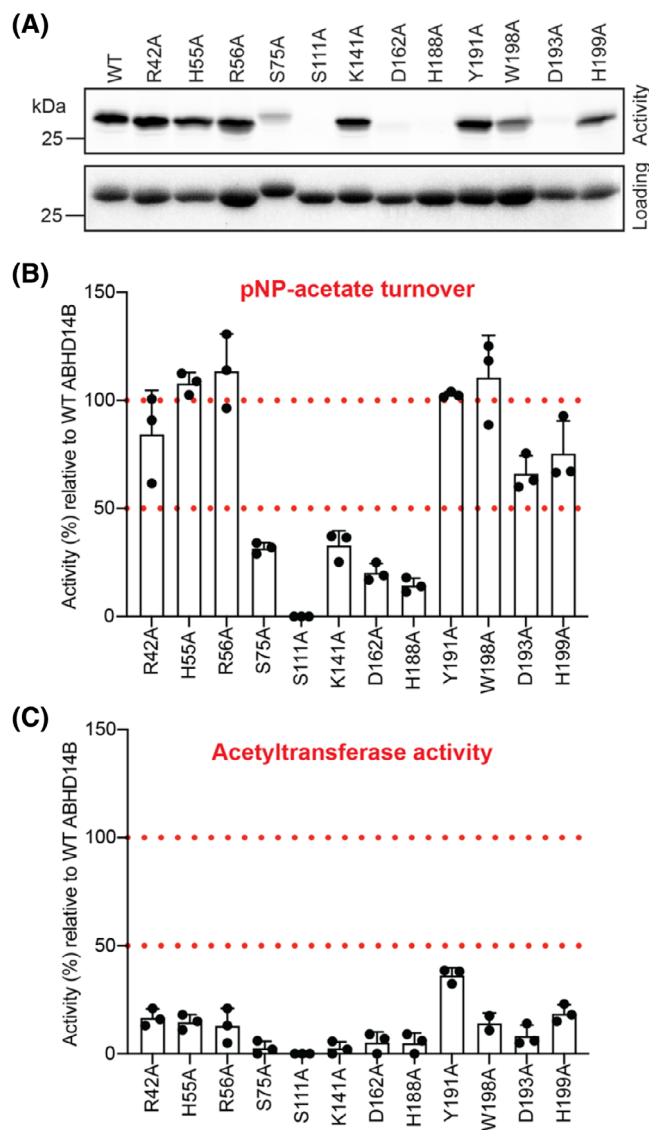 (A)
WT R42A H55A R56A S75A S111A K141A D162A H188A Y191A W198A D193A H199A
kDa
25
Activity
25
Loading
(B)
pNP-acetate turnover
Activity (%) relative to WT ABHD14B
150
100
50
0
R42A H55A R56A S75A S111A K141A D162A H188A Y191A W198A D193A H199A
(C)
Acetyltransferase activity
Activity (%) relative to WT ABHD14B
150
100
50
0
R42A H55A R56A S75A S111A K141A D162A H188A Y191A W198A D193A H199A